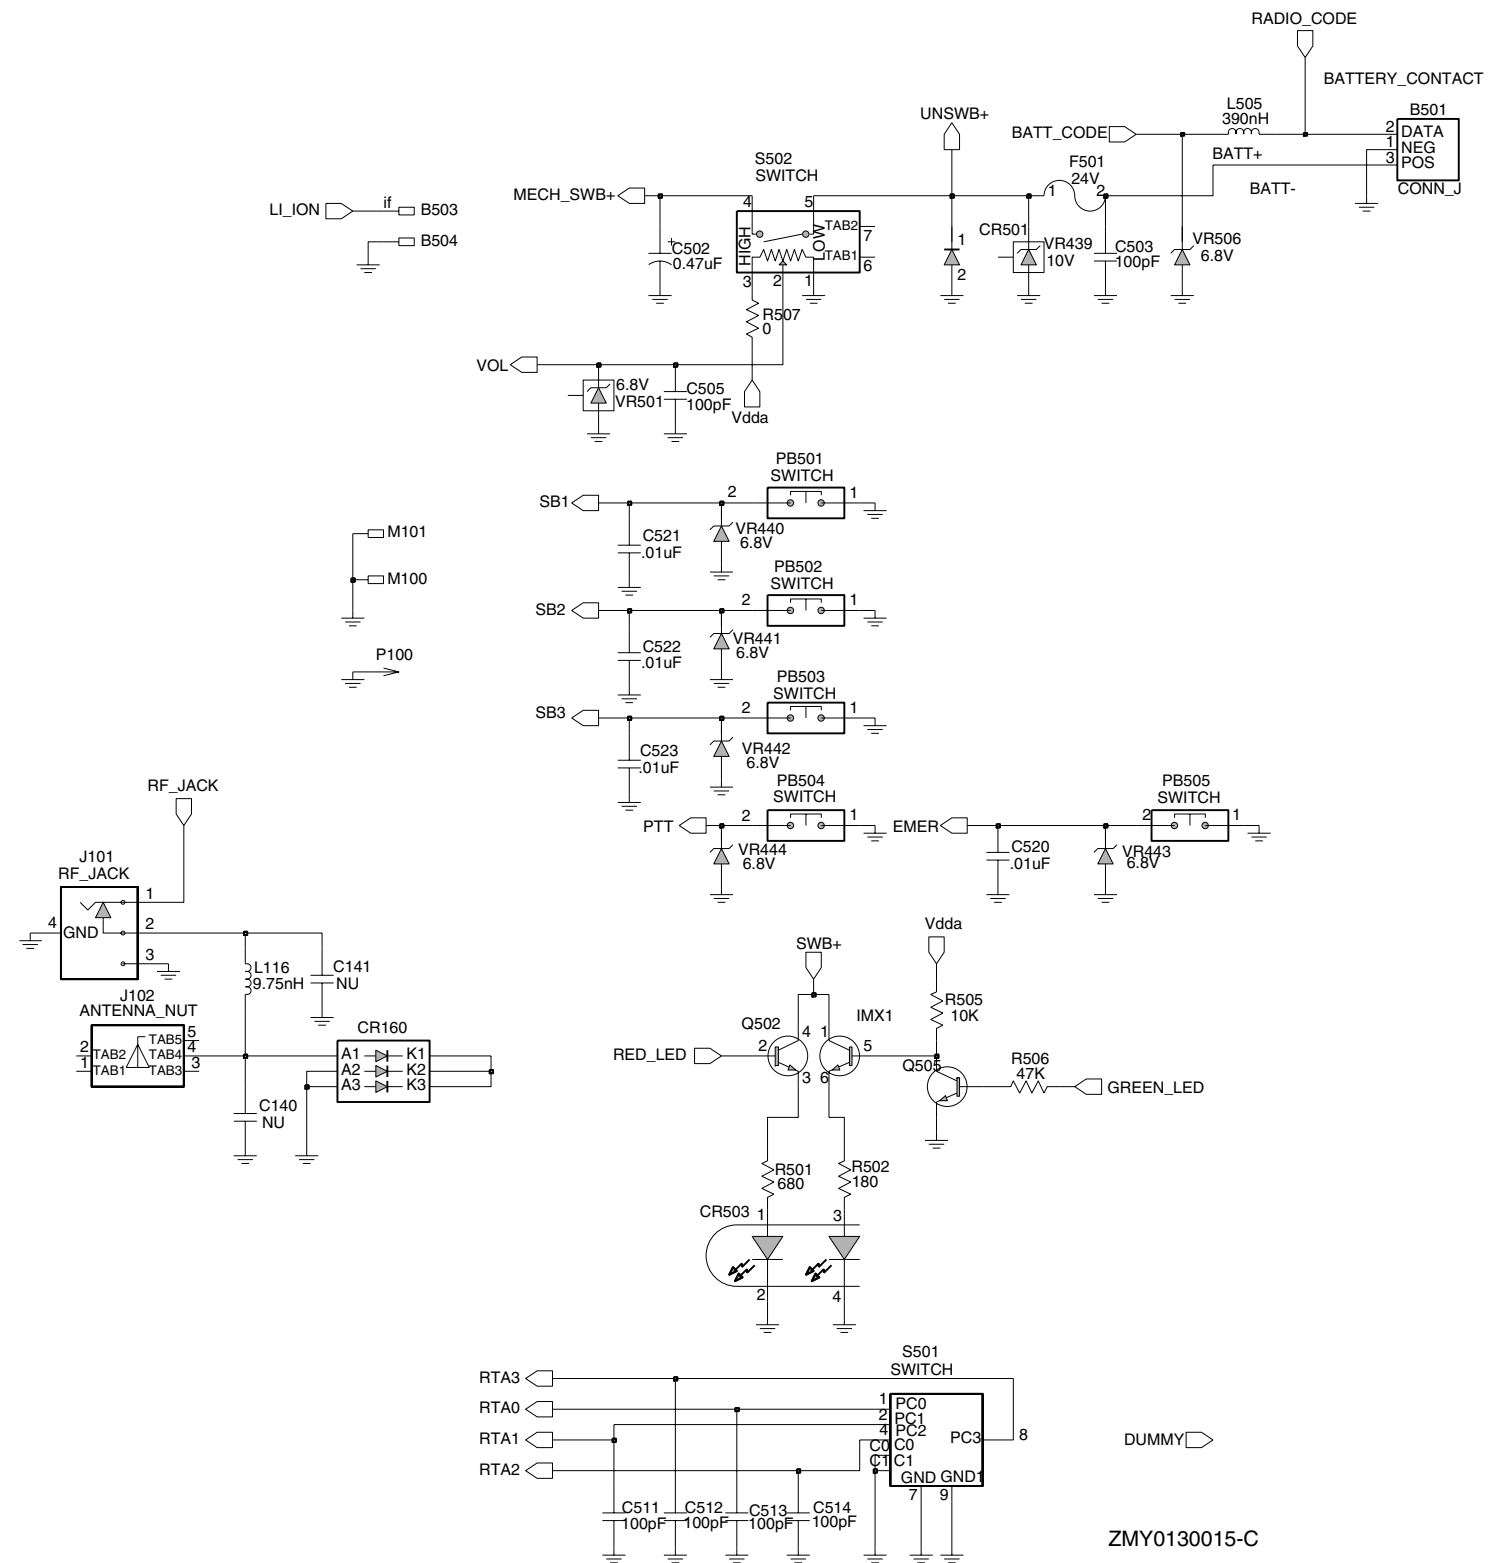 RADIO_CODE
BATTERY_CONTACT
L505
390nH
B501
UNSWB+
BATT_CODE
2 DATA
1 NEG
3 POS
CONN_J
BATT+
BATT-
F501
24V
1 2
S502
SWITCH
MECH_SWB+
4 5
LI_ION
if
B503
B504
HIGH
LOW
TAB2
7
TAB1
6
3 2 1
C502
+
0.47uF
1
2
CR501
VR439
10V
C503
100pF
VR506
6.8V
R507
0
VOL
6.8V
VR501
C505
100pF
Vdda
PB501
SWITCH
SB1
2 1
C521
.01uF
VR440
6.8V
M101
M100
PB502
SWITCH
SB2
2 1
C522
.01uF
VR441
6.8V
P100
PB503
SWITCH
SB3
2 1
C523
.01uF
VR442
6.8V
PB504
SWITCH
PTT
2 1
VR444
6.8V
PB505
SWITCH
EMER
2 1
C520
.01uF
VR443
6.8V
RF_JACK
J101
RF_JACK
1
4 GND
2
3
L116
9.75nH
C141
NU
J102
ANTENNA_NUT
TAB5 5
2 TAB2 TAB4 4
1 TAB1 TAB3 3
CR160
A1 K1
A2 K2
A3 K3
C140
NU
Vdda
SWB+
R505
10K
Q502
IMX1
4 1
RED_LED
2 5
3 6
Q505
R506
47K
GREEN_LED
R501
680
R502
180
CR503
1 3
2 4
S501
SWITCH
RTA3
RTA0
RTA1
RTA2
1 PC0
2 PC1
4 PC2
C0 C0
C1 C1
PC3 8
GND GND1
7 9
DUMMY
C511
100pF
C512
100pF
C513
100pF
C514
100pF
ZMY0130015-C